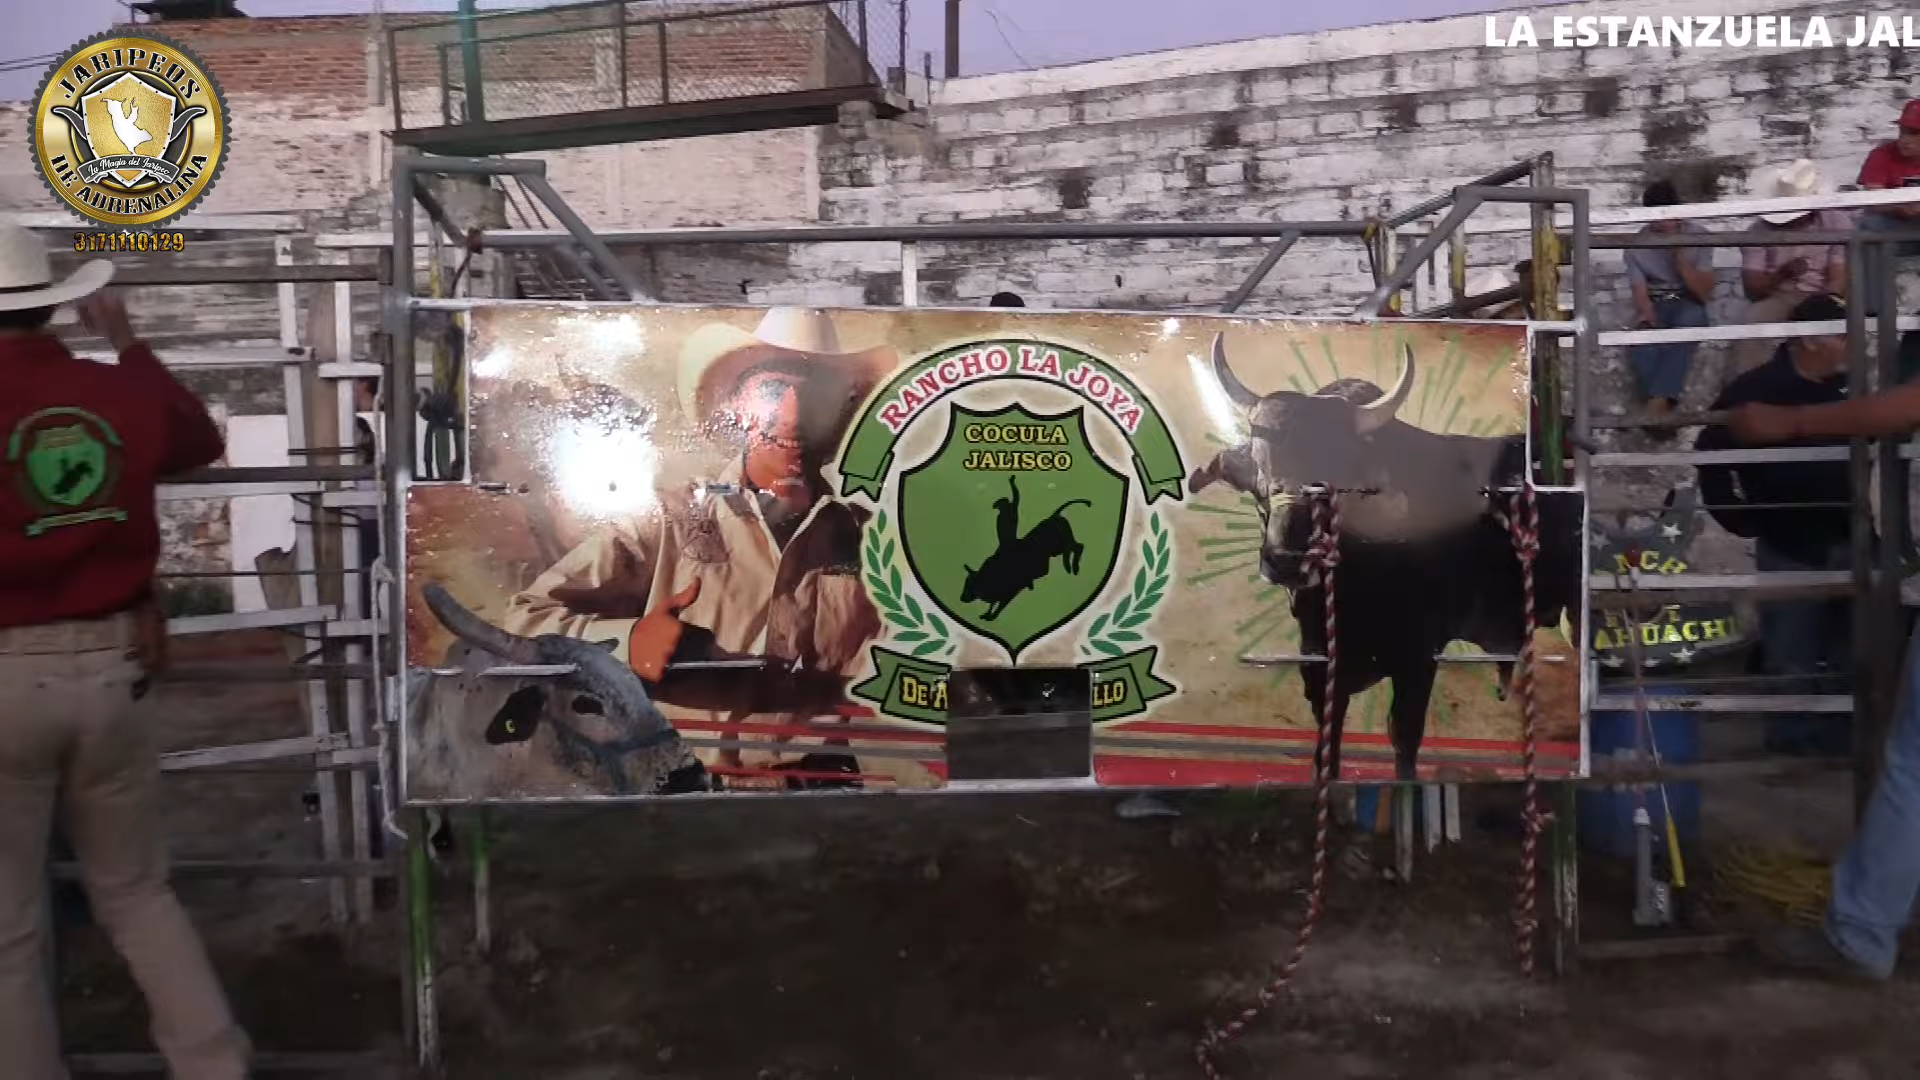 LA ESTANZUELA JAL
JARIPEOS
La Magia del Jaripeo
DE ADRENALINA
3171110129
RANCHO LA JOYA
COCULA
JALISCO